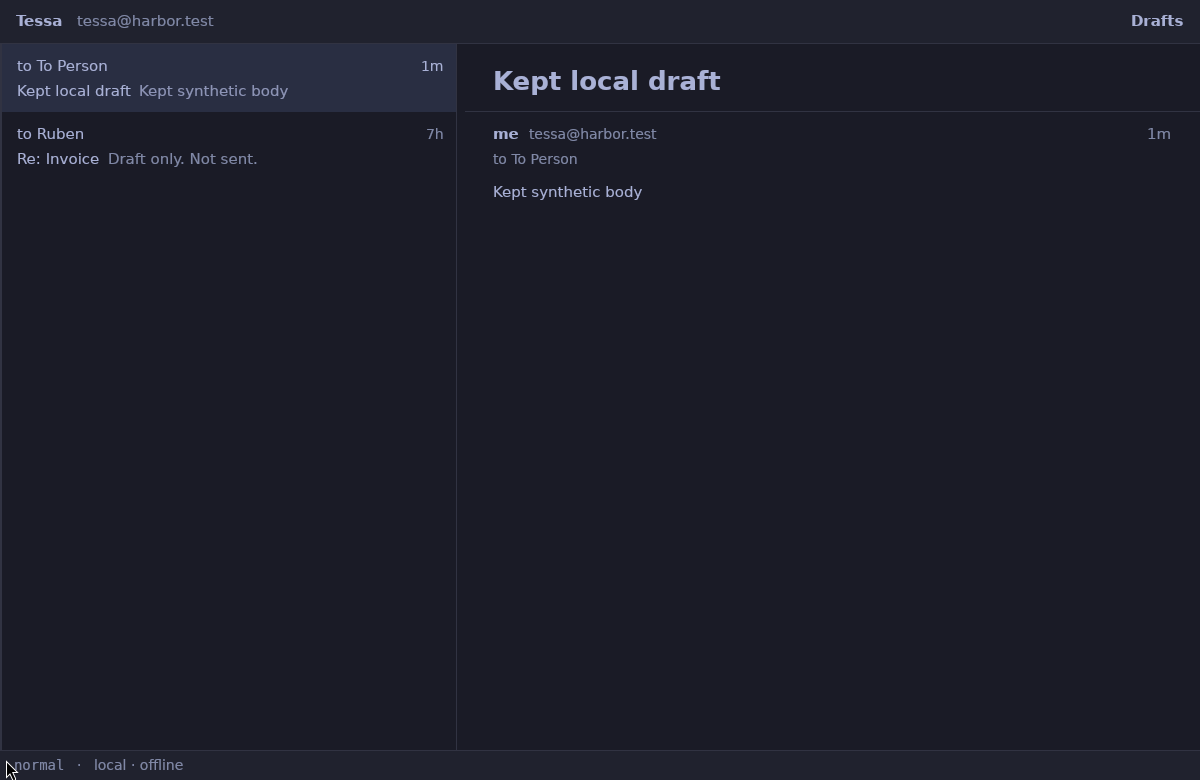 Tessa tessa@harbor.test Drafts
to To Person 1m
Kept local draft Kept synthetic body
to Ruben 7h
Re: Invoice Draft only. Not sent.
Kept local draft
me tessa@harbor.test 1m
to To Person
Kept synthetic body
normal · local · offline